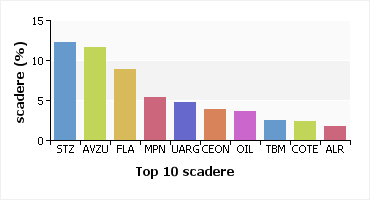 15
10
5
0
scadere (%)
STZ AVZU FLA MPN UARG CEON OIL TBM COTE ALR
Top 10 scadere